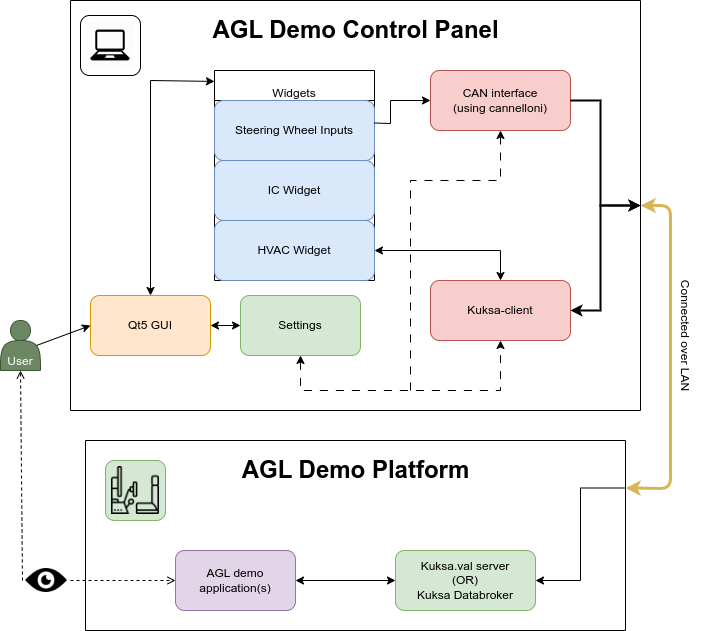 AGL Demo Control Panel
Widgets
Steering Wheel Inputs
IC Widget
HVAC Widget
CAN interface
(using cannelloni)
Kuksa-client
Qt5 GUI
Settings
User
Connected over LAN
AGL Demo Platform
AGL demo
application(s)
Kuksa.val server
(OR)
Kuksa Databroker